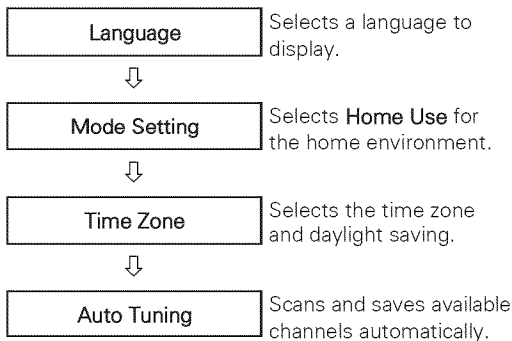 Language
Selects a language to
display.
Mode Setting
Selects Home Use for
the home environment.
Time Zone
Selects the time zone
and daylight saving.
Auto Tuning
Scans and saves available
channels automatically.